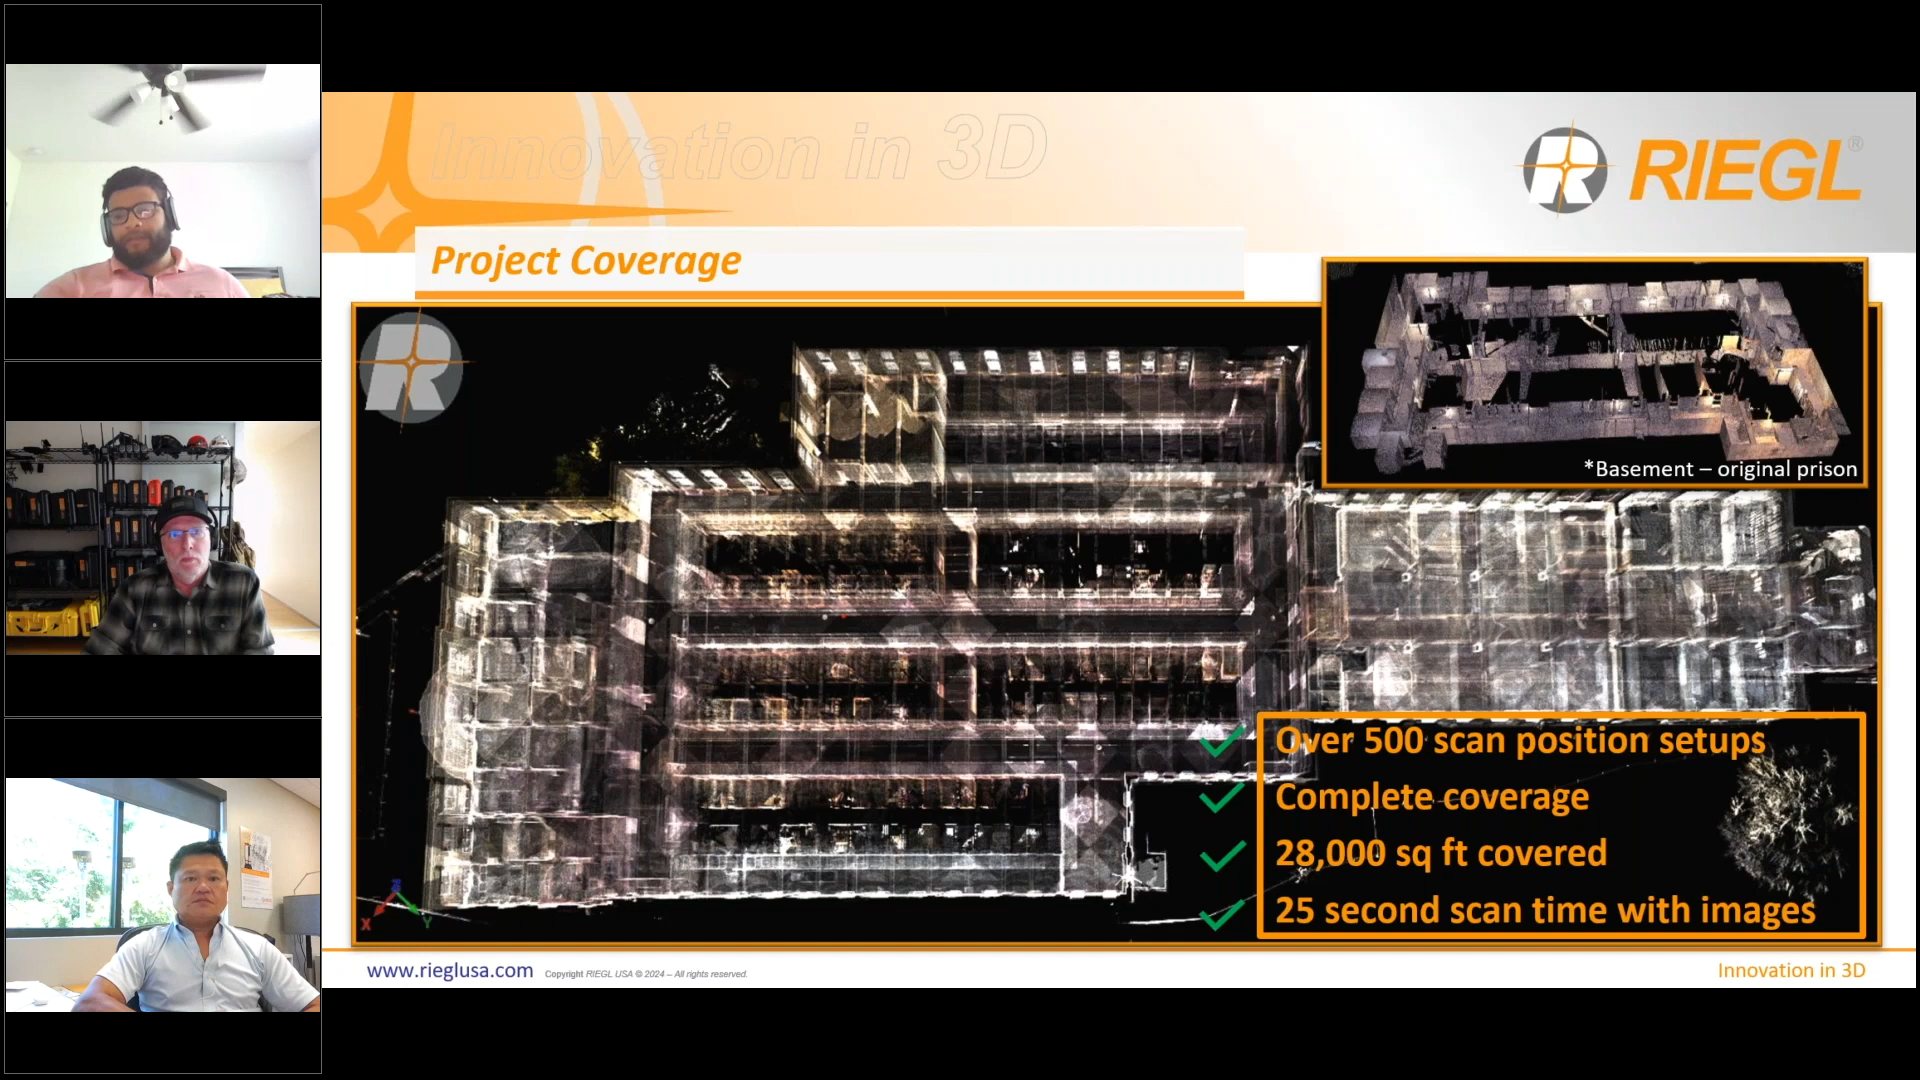 Innovation in 3D
RIEGL®
Project Coverage
*Basement – original prison
Over 500 scan position setups
Complete coverage
28,000 sq ft covered
25 second scan time with images
X
Y
Z
www.rieglusa.com
Copyright RIEGL USA © 2024 – All rights reserved.
Innovation in 3D